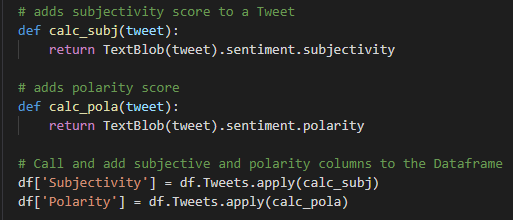 # adds subjectivity score to a Tweet
def calc_subj(tweet):
    return TextBlob(tweet).sentiment.subjectivity

# adds polarity score
def calc_pola(tweet):
    return TextBlob(tweet).sentiment.polarity

# Call and add subjective and polarity columns to the Dataframe
df['Subjectivity'] = df.Tweets.apply(calc_subj)
df['Polarity'] = df.Tweets.apply(calc_pola)